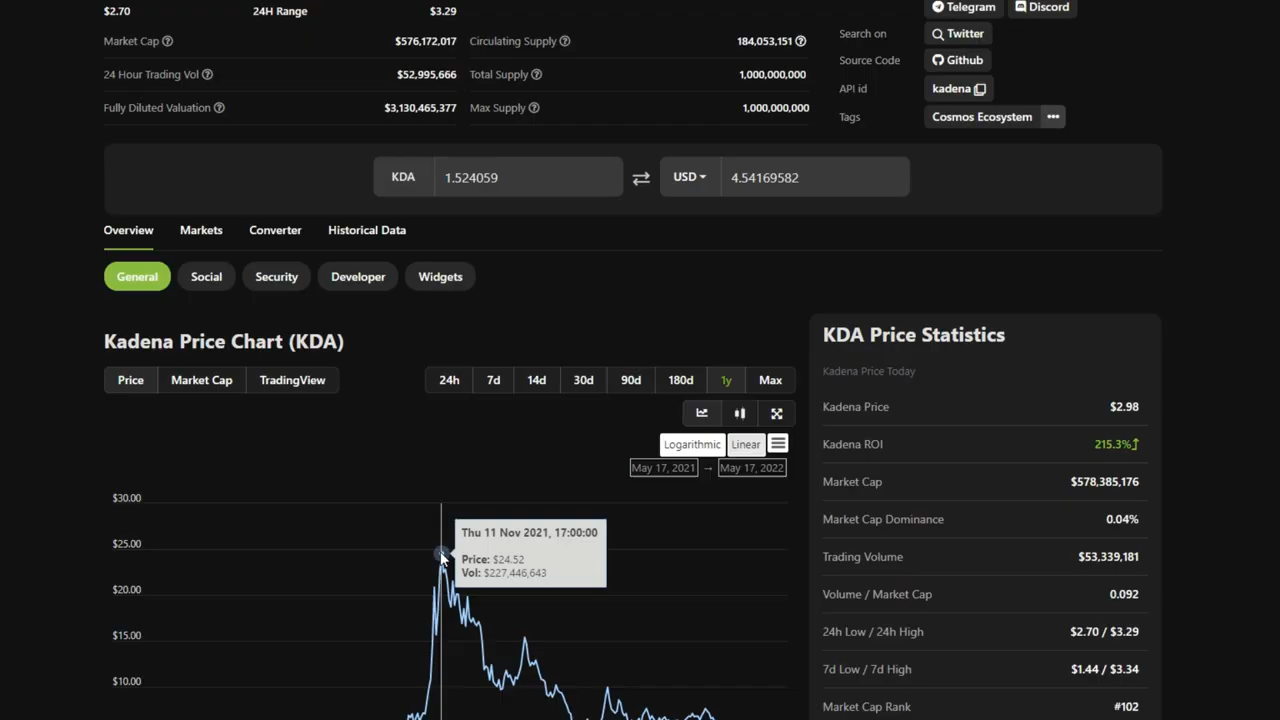 $2.70 24H Range $3.29
Telegram Discord
Market Cap $576,172,017 Circulating Supply 184,053,151
Search on Twitter
24 Hour Trading Vol $52,995,666 Total Supply 1,000,000,000
Source Code Github
Fully Diluted Valuation $3,130,465,377 Max Supply 1,000,000,000
API id kadena
Tags Cosmos Ecosystem •••
KDA 1.524059 USD 4.54169582
Overview Markets Converter Historical Data
General Social Security Developer Widgets
Kadena Price Chart (KDA)
Price Market Cap TradingView 24h 7d 14d 30d 90d 180d 1y Max
Logarithmic Linear
May 17, 2021 → May 17, 2022
$30.00
$25.00
$20.00
$15.00
$10.00
Thu 11 Nov 2021, 17:00:00
Price: $24.52
Vol: $227,446,643
KDA Price Statistics
Kadena Price Today
Kadena Price $2.98
Kadena ROI 215.3%
Market Cap $578,385,176
Market Cap Dominance 0.04%
Trading Volume $53,339,181
Volume / Market Cap 0.092
24h Low / 24h High $2.70 / $3.29
7d Low / 7d High $1.44 / $3.34
Market Cap Rank #102